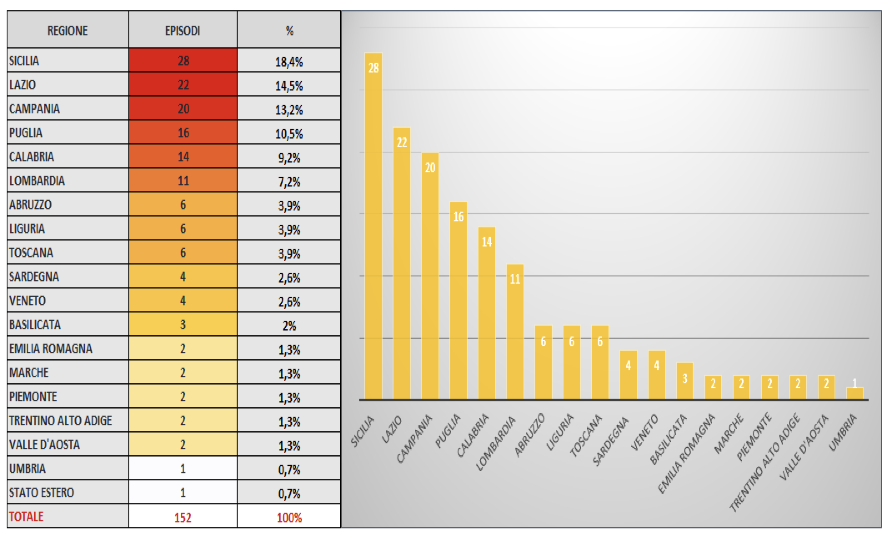 REGIONE EPISODI %
SICILIA 28 18,4%
LAZIO 22 14,5%
CAMPANIA 20 13,2%
PUGLIA 16 10,5%
CALABRIA 14 9,2%
LOMBARDIA 11 7,2%
ABRUZZO 6 3,9%
LIGURIA 6 3,9%
TOSCANA 6 3,9%
SARDEGNA 4 2,6%
VENETO 4 2,6%
BASILICATA 3 2%
EMILIA ROMAGNA 2 1,3%
MARCHE 2 1,3%
PIEMONTE 2 1,3%
TRENTINO ALTO ADIGE 2 1,3%
VALLE D'AOSTA 2 1,3%
UMBRIA 1 0,7%
STATO ESTERO 1 0,7%
TOTALE 152 100%
28
22
20
16
14
11
6
6
6
4
4
3
2
2
2
2
2
1
SICILIA
LAZIO
CAMPANIA
PUGLIA
CALABRIA
LOMBARDIA
ABRUZZO
LIGURIA
TOSCANA
SARDEGNA
VENETO
BASILICATA
EMILIA ROMAGNA
MARCHE
PIEMONTE
TRENTINO ALTO ADIGE
VALLE D'AOSTA
UMBRIA